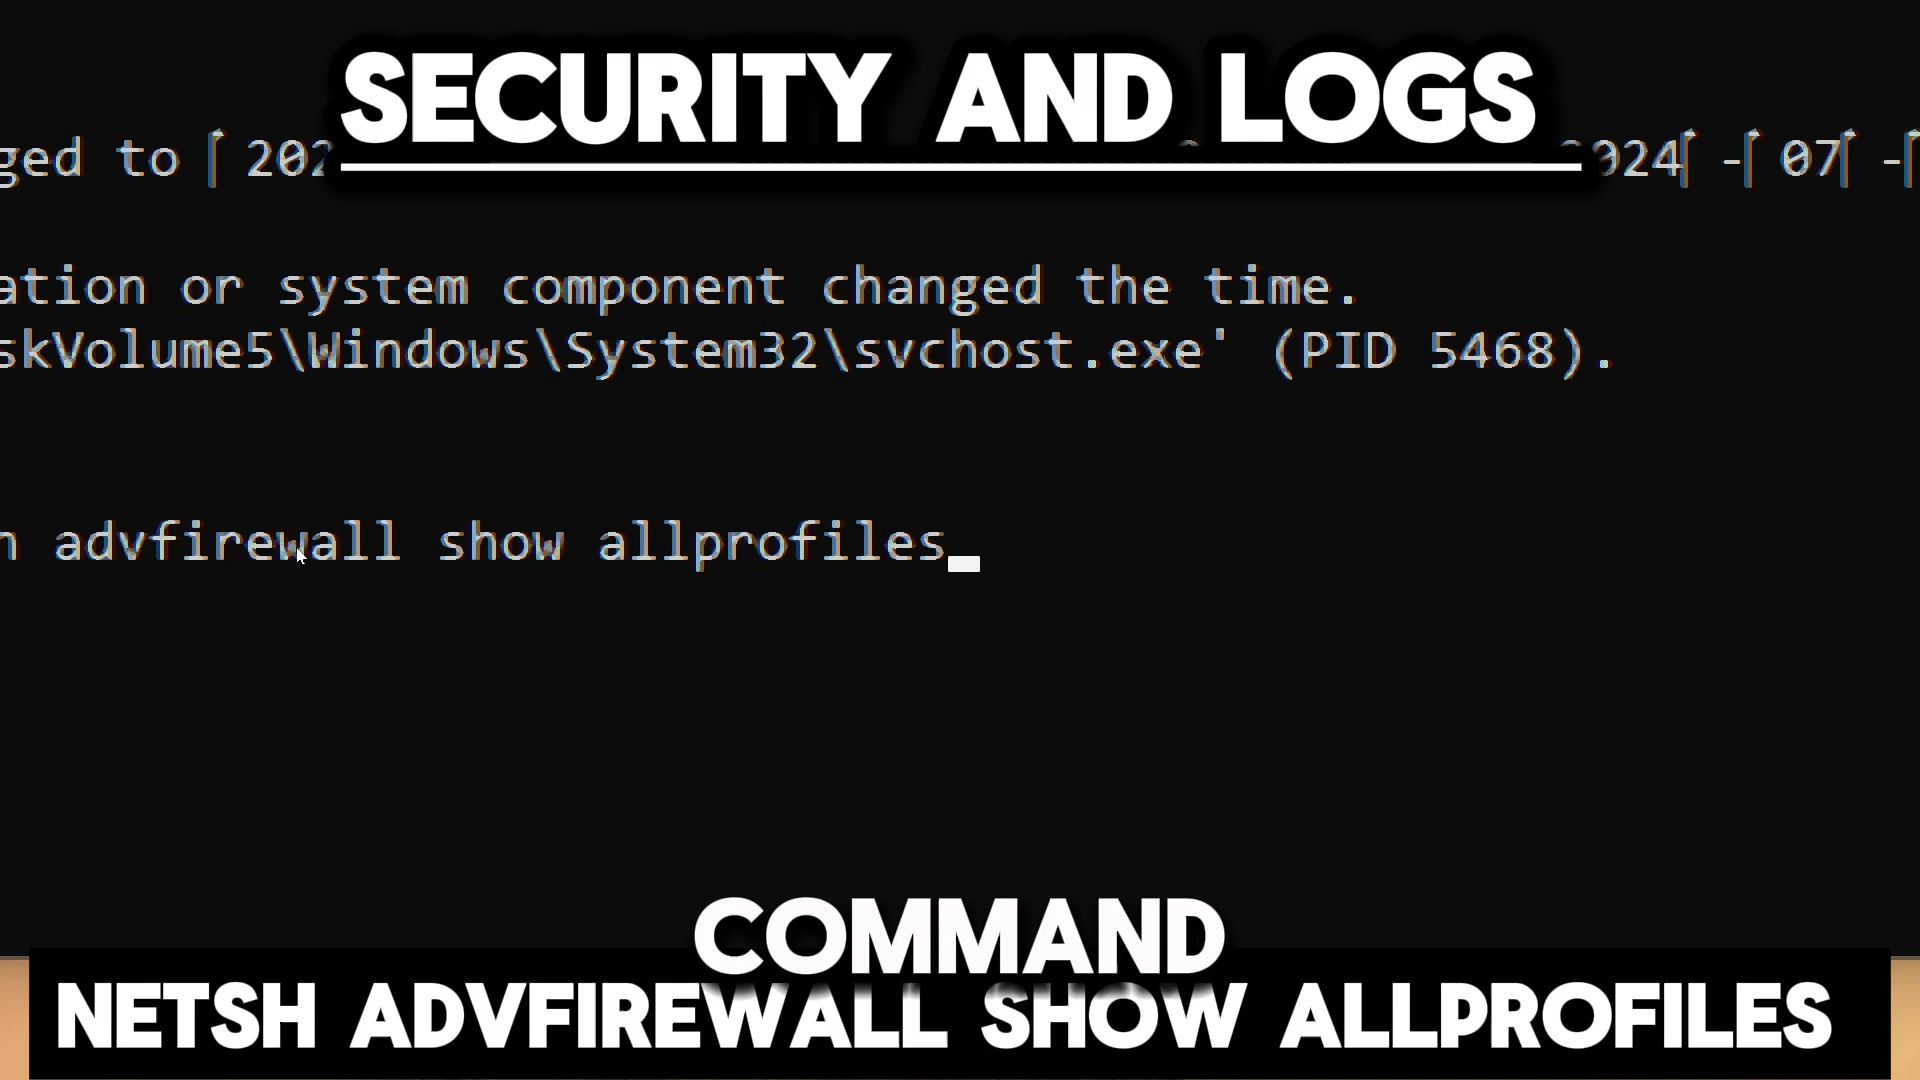 SECURITY AND LOGS
ged to 202 024 - 07 -
ation or system component changed the time.
skVolume5\Windows\System32\svchost.exe' (PID 5468).
h advfirewall show allprofiles
COMMAND
NETSH ADVFIREWALL SHOW ALLPROFILES